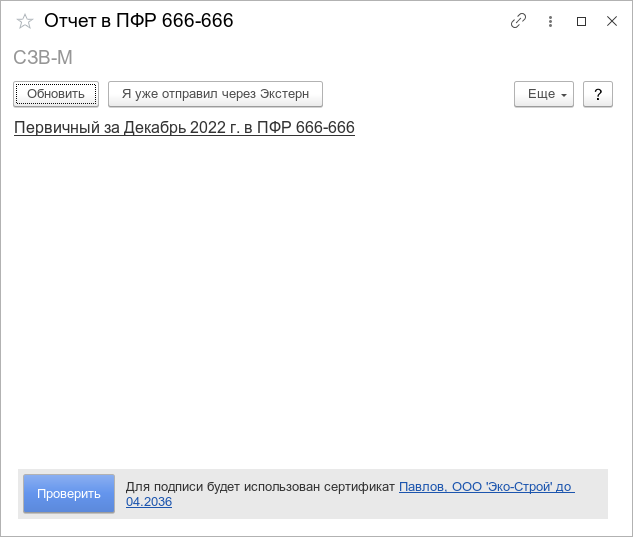 Отчет в ПФР 666-666
СЗВ-М
Обновить
Я уже отправил через Экстерн
Еще
?
Первичный за Декабрь 2022 г. в ПФР 666-666
Проверить
Для подписи будет использован сертификат Павлов, ООО 'Эко-Строй' до
04.2036